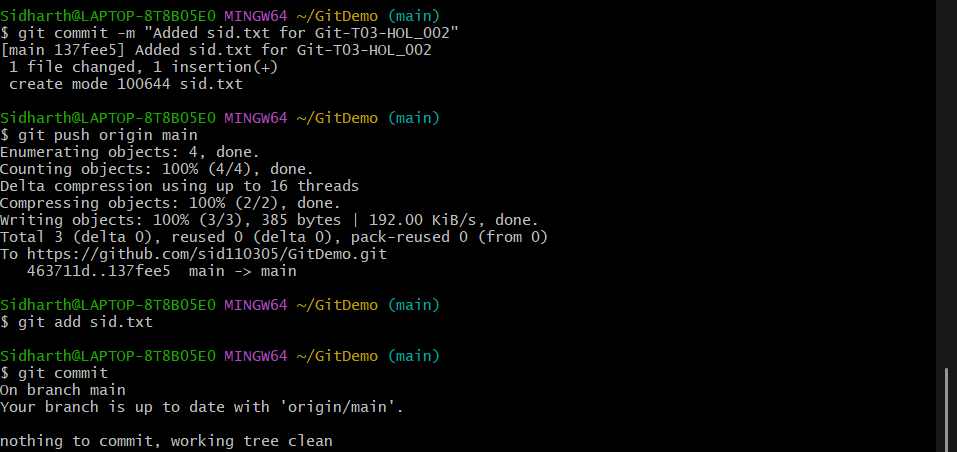 Sidharth@LAPTOP-8T8B05E0 MINGW64 ~/GitDemo (main)
$ git commit -m "Added sid.txt for Git-T03-HOL_002"
[main 137fee5] Added sid.txt for Git-T03-HOL_002
 1 file changed, 1 insertion(+)
 create mode 100644 sid.txt
Sidharth@LAPTOP-8T8B05E0 MINGW64 ~/GitDemo (main)
$ git push origin main
Enumerating objects: 4, done.
Counting objects: 100% (4/4), done.
Delta compression using up to 16 threads
Compressing objects: 100% (2/2), done.
Writing objects: 100% (3/3), 385 bytes | 192.00 KiB/s, done.
Total 3 (delta 0), reused 0 (delta 0), pack-reused 0 (from 0)
To https://github.com/sid110305/GitDemo.git
   463711d..137fee5  main -> main
Sidharth@LAPTOP-8T8B05E0 MINGW64 ~/GitDemo (main)
$ git add sid.txt
Sidharth@LAPTOP-8T8B05E0 MINGW64 ~/GitDemo (main)
$ git commit
On branch main
Your branch is up to date with 'origin/main'.
nothing to commit, working tree clean